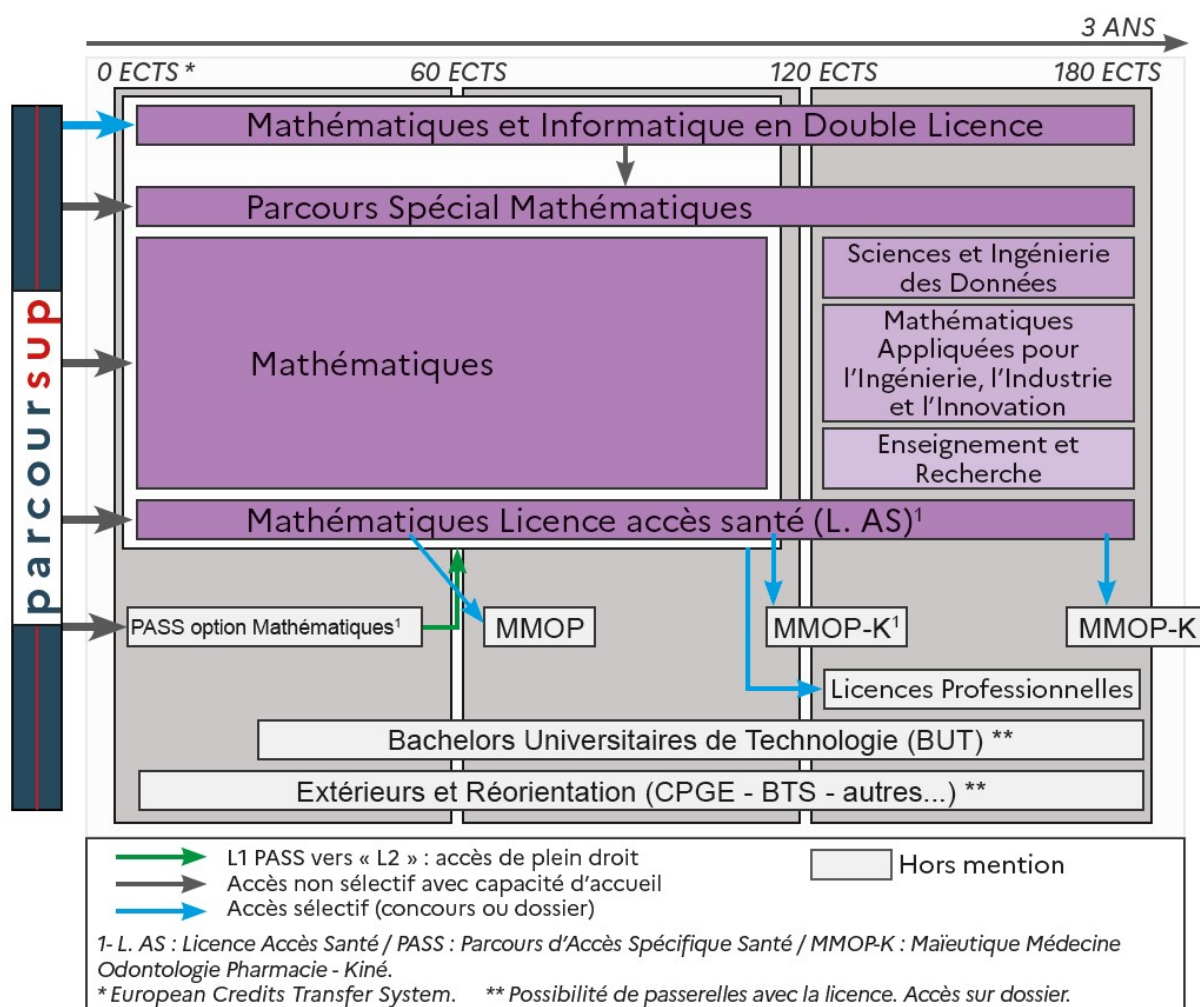 3 ANS
0 ECTS *
60 ECTS
120 ECTS
180 ECTS
parcoursup
Mathématiques et Informatique en Double Licence
Parcours Spécial Mathématiques
Mathématiques
Sciences et Ingénierie
des Données
Mathématiques
Appliquées pour
l'Ingénierie, l'Industrie
et l'Innovation
Enseignement et
Recherche
Mathématiques Licence accès santé (L. AS)¹
PASS option Mathématiques¹
MMOP
MMOP-K¹
MMOP-K
Licences Professionnelles
Bachelors Universitaires de Technologie (BUT) **
Extérieurs et Réorientation (CPGE - BTS - autres...) **
L1 PASS vers « L2 » : accès de plein droit
Accès non sélectif avec capacité d'accueil
Accès sélectif (concours ou dossier)
Hors mention
1- L. AS : Licence Accès Santé / PASS : Parcours d'Accès Spécifique Santé / MMOP-K : Maïeutique Médecine
Odontologie Pharmacie - Kiné.
* European Credits Transfer System. ** Possibilité de passerelles avec la licence. Accès sur dossier.